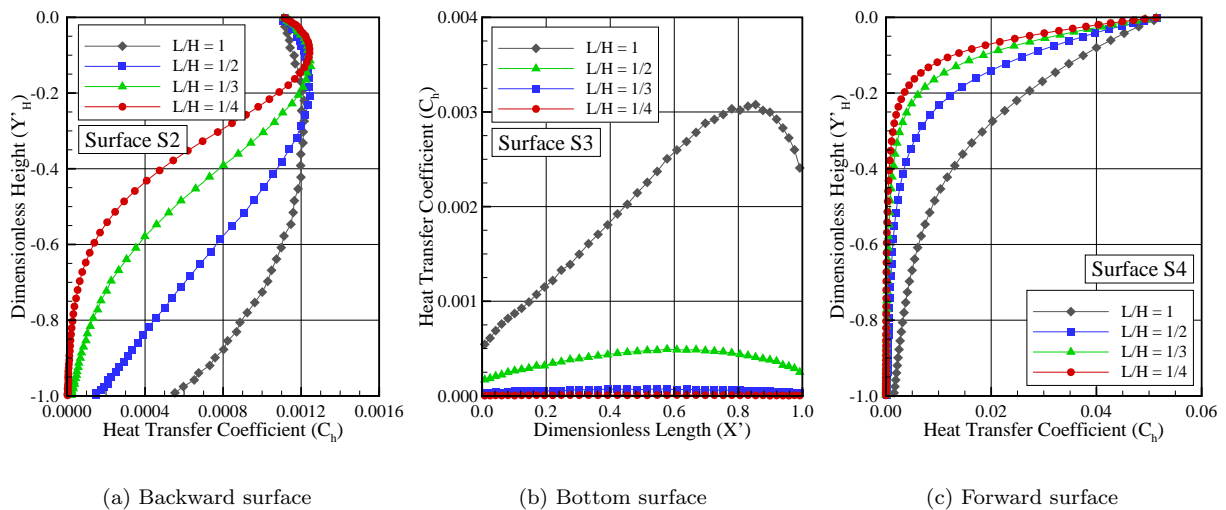 0.0
-0.2
-0.4
-0.6
-0.8
-1.0
Dimensionless Height (Y'H)
L/H = 1
L/H = 1/2
L/H = 1/3
L/H = 1/4
Surface S2
0.0000 0.0004 0.0008 0.0012 0.0016
Heat Transfer Coefficient (Ch)
(a) Backward surface
0.004
0.003
0.002
0.001
0.000
Heat Transfer Coefficient (Ch)
L/H = 1
L/H = 1/2
L/H = 1/3
L/H = 1/4
Surface S3
0.0 0.2 0.4 0.6 0.8 1.0
Dimensionless Length (X')
(b) Bottom surface
0.0
-0.2
-0.4
-0.6
-0.8
-1.0
Dimensionless Height (Y'H)
Surface S4
L/H = 1
L/H = 1/2
L/H = 1/3
L/H = 1/4
0.00 0.02 0.04 0.06
Heat Transfer Coefficient (Ch)
(c) Forward surface